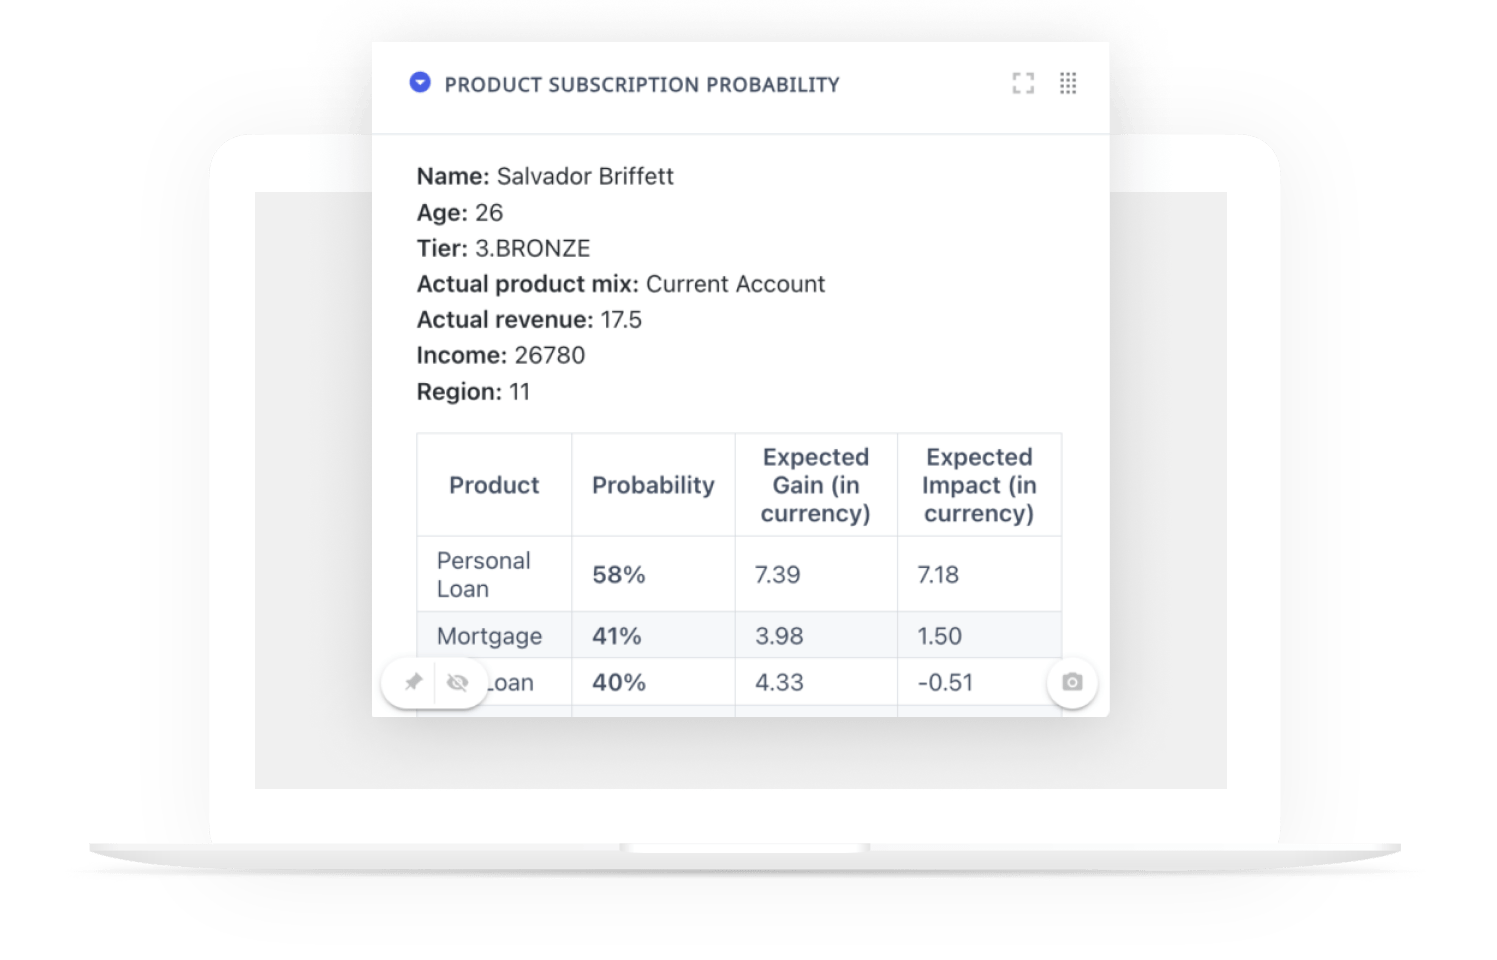 PRODUCT SUBSCRIPTION PROBABILITY
Name: Salvador Briffett
Age: 26
Tier: 3.BRONZE
Actual product mix: Current Account
Actual revenue: 17.5
Income: 26780
Region: 11
Product Probability Expected Gain (in currency) Expected Impact (in currency)
Personal Loan 58% 7.39 7.18
Mortgage 41% 3.98 1.50
Loan 40% 4.33 -0.51